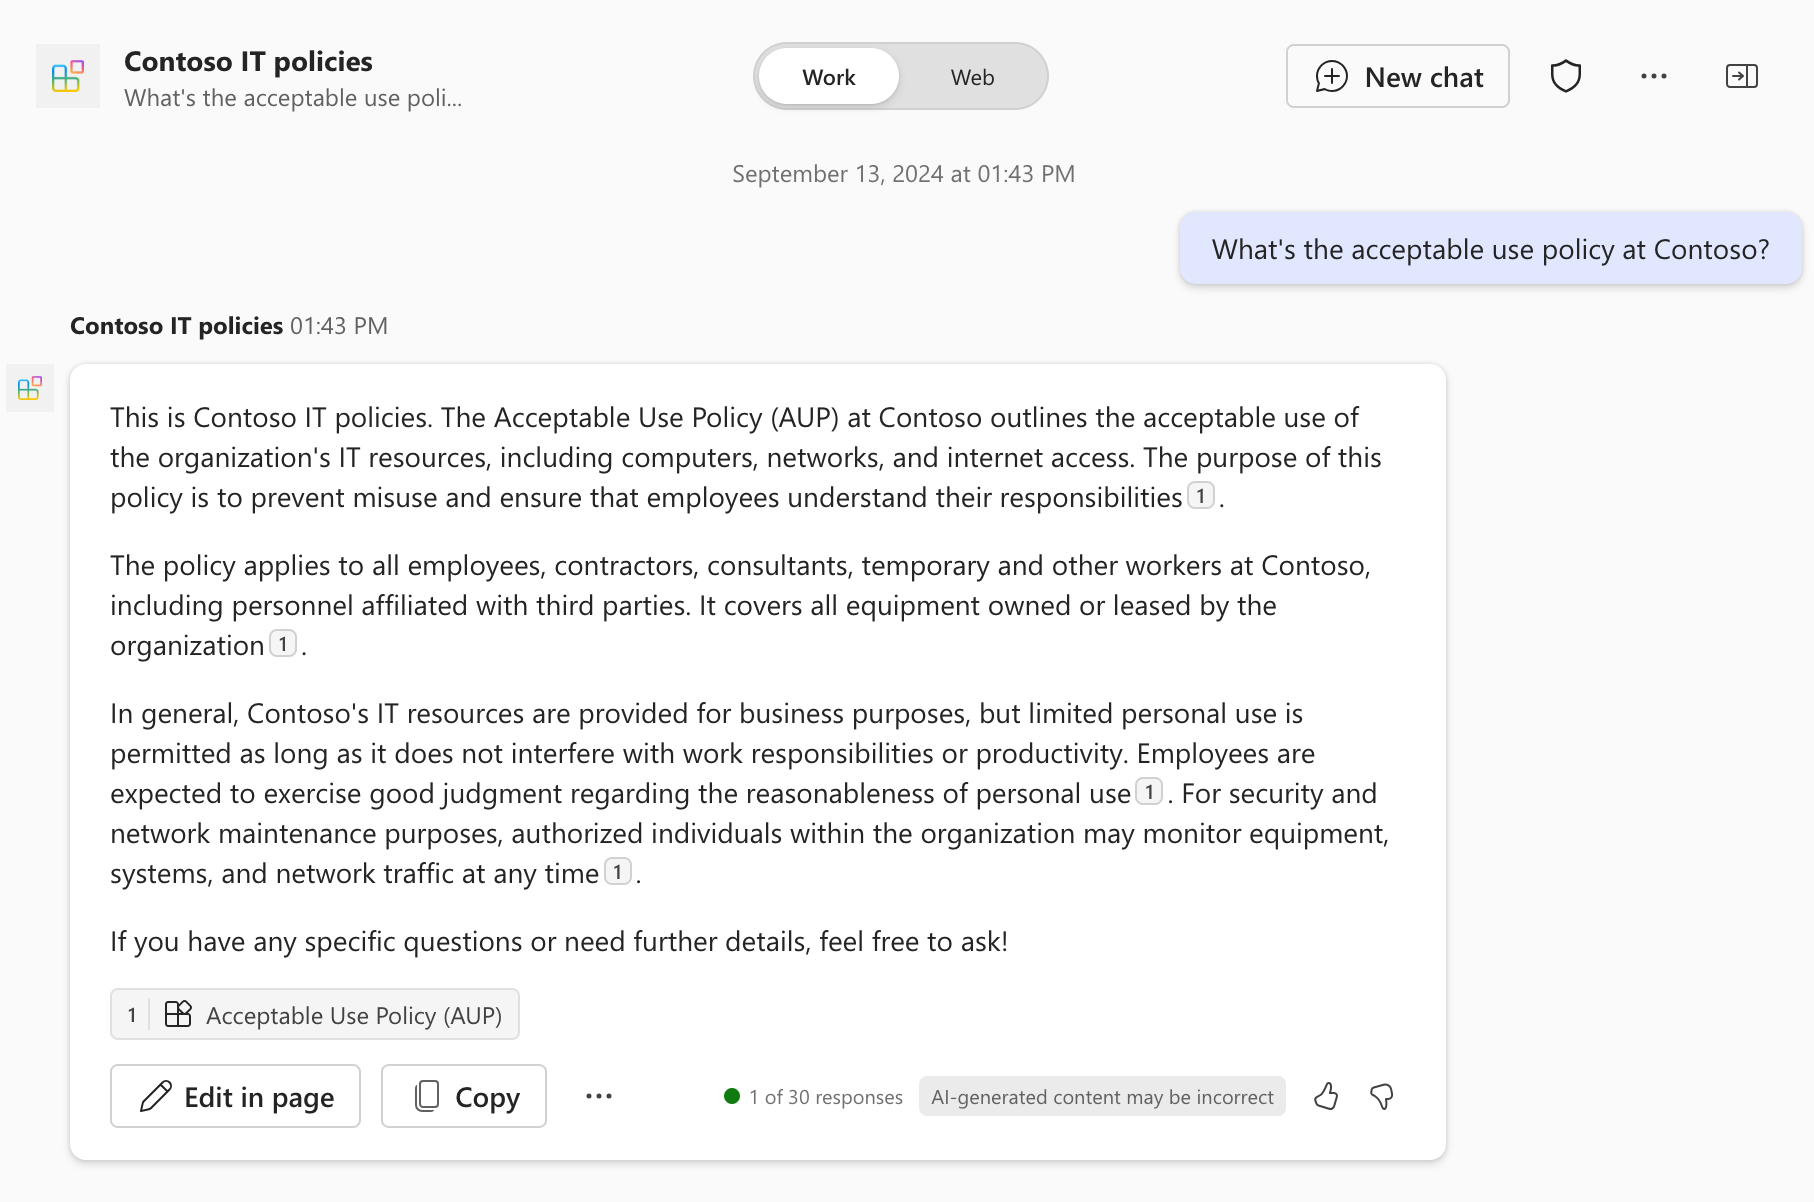 Contoso IT policies
What's the acceptable use poli...
Work
Web
New chat
September 13, 2024 at 01:43 PM
What's the acceptable use policy at Contoso?
Contoso IT policies 01:43 PM
This is Contoso IT policies. The Acceptable Use Policy (AUP) at Contoso outlines the acceptable use of
the organization's IT resources, including computers, networks, and internet access. The purpose of this
policy is to prevent misuse and ensure that employees understand their responsibilities 1 .
The policy applies to all employees, contractors, consultants, temporary and other workers at Contoso,
including personnel affiliated with third parties. It covers all equipment owned or leased by the
organization 1 .
In general, Contoso's IT resources are provided for business purposes, but limited personal use is
permitted as long as it does not interfere with work responsibilities or productivity. Employees are
expected to exercise good judgment regarding the reasonableness of personal use 1 . For security and
network maintenance purposes, authorized individuals within the organization may monitor equipment,
systems, and network traffic at any time 1 .
If you have any specific questions or need further details, feel free to ask!
1 Acceptable Use Policy (AUP)
Edit in page
Copy
1 of 30 responses
AI-generated content may be incorrect